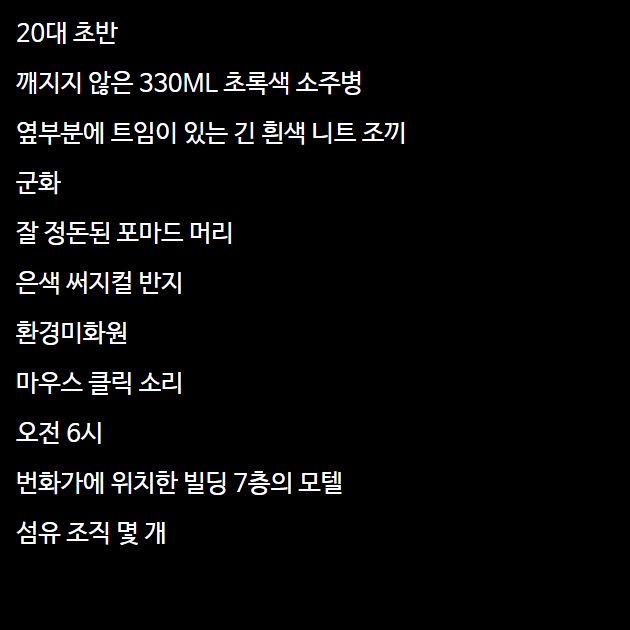 20대 초반
깨지지 않은 330ML 초록색 소주병
옆부분에 트임이 있는 긴 흰색 니트 조끼
군화
잘 정돈된 포마드 머리
은색 써지컬 반지
환경미화원
마우스 클릭 소리
오전 6시
번화가에 위치한 빌딩 7층의 모텔
섬유 조직 몇 개